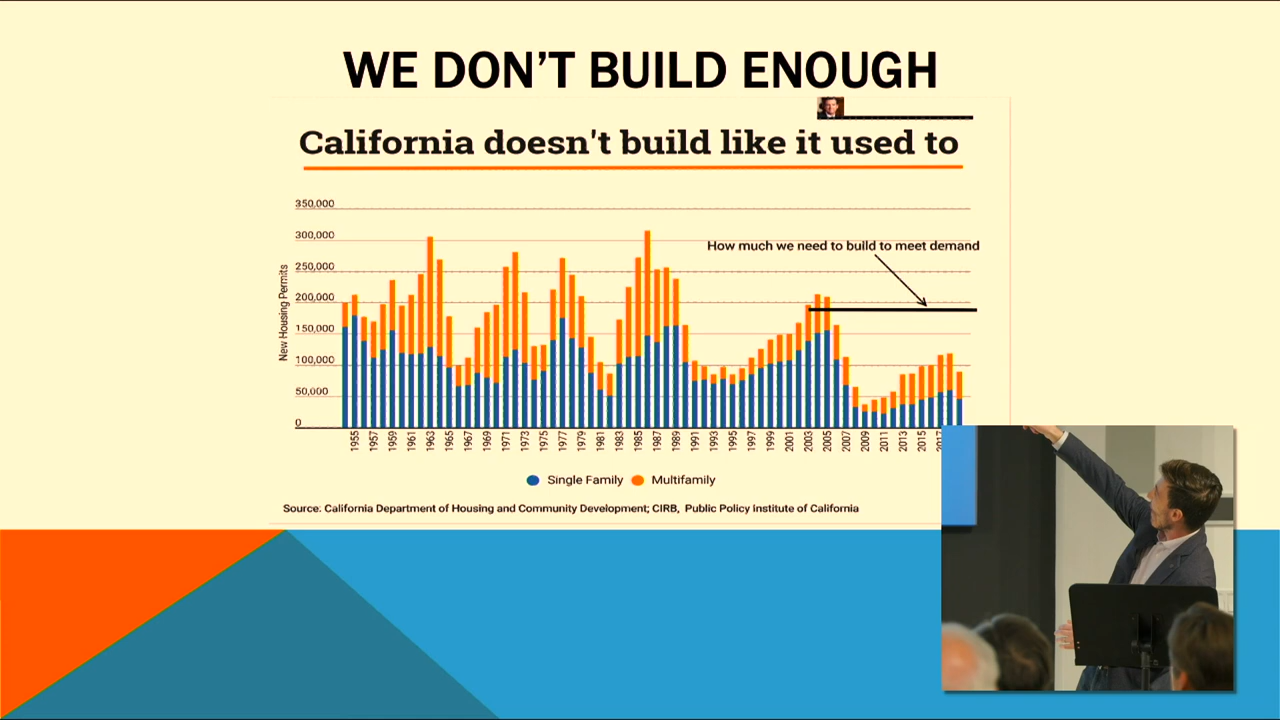 WE DON'T BUILD ENOUGH
California doesn't build like it used to
350,000
300,000
How much we need to build to meet demand
250,000
200,000
150,000
100,000
50,000
0
New Housing Permits
1955 1957 1959 1961 1963 1965 1967 1969 1971 1973 1975 1977 1979 1981 1983 1985 1987 1989 1991 1993 1995 1997 1999 2001 2003 2005 2007 2009 2011 2013 2015
Single Family Multifamily
Source: California Department of Housing and Community Development; CIRB, Public Policy institute of California